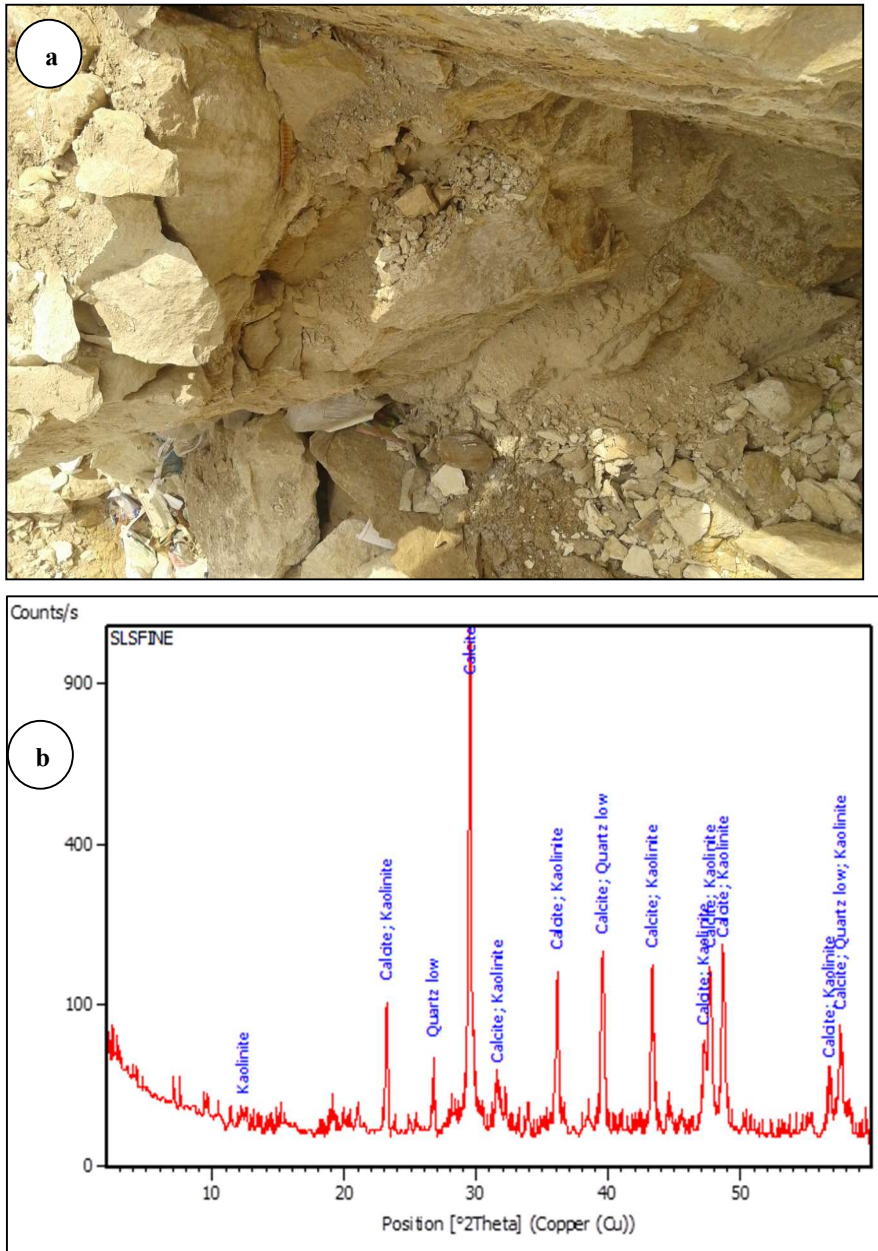 a
Counts/s
SLSFINE
b
900
400
100
0
Kaolinite
Calcite; Kaolinite
Quartz low
Calcite
Calcite; Kaolinite
Calcite; Kaolinite
Calcite; Quartz low
Calcite; Kaolinite
Calcite; Kaolinite
Calcite; Kaolinite
Calcite; Kaolinite
Calcite; Kaolinite
Calcite; Quartz low; Kaolinite
10
20
30
40
50
Position [°2Theta] (Copper (Cu))